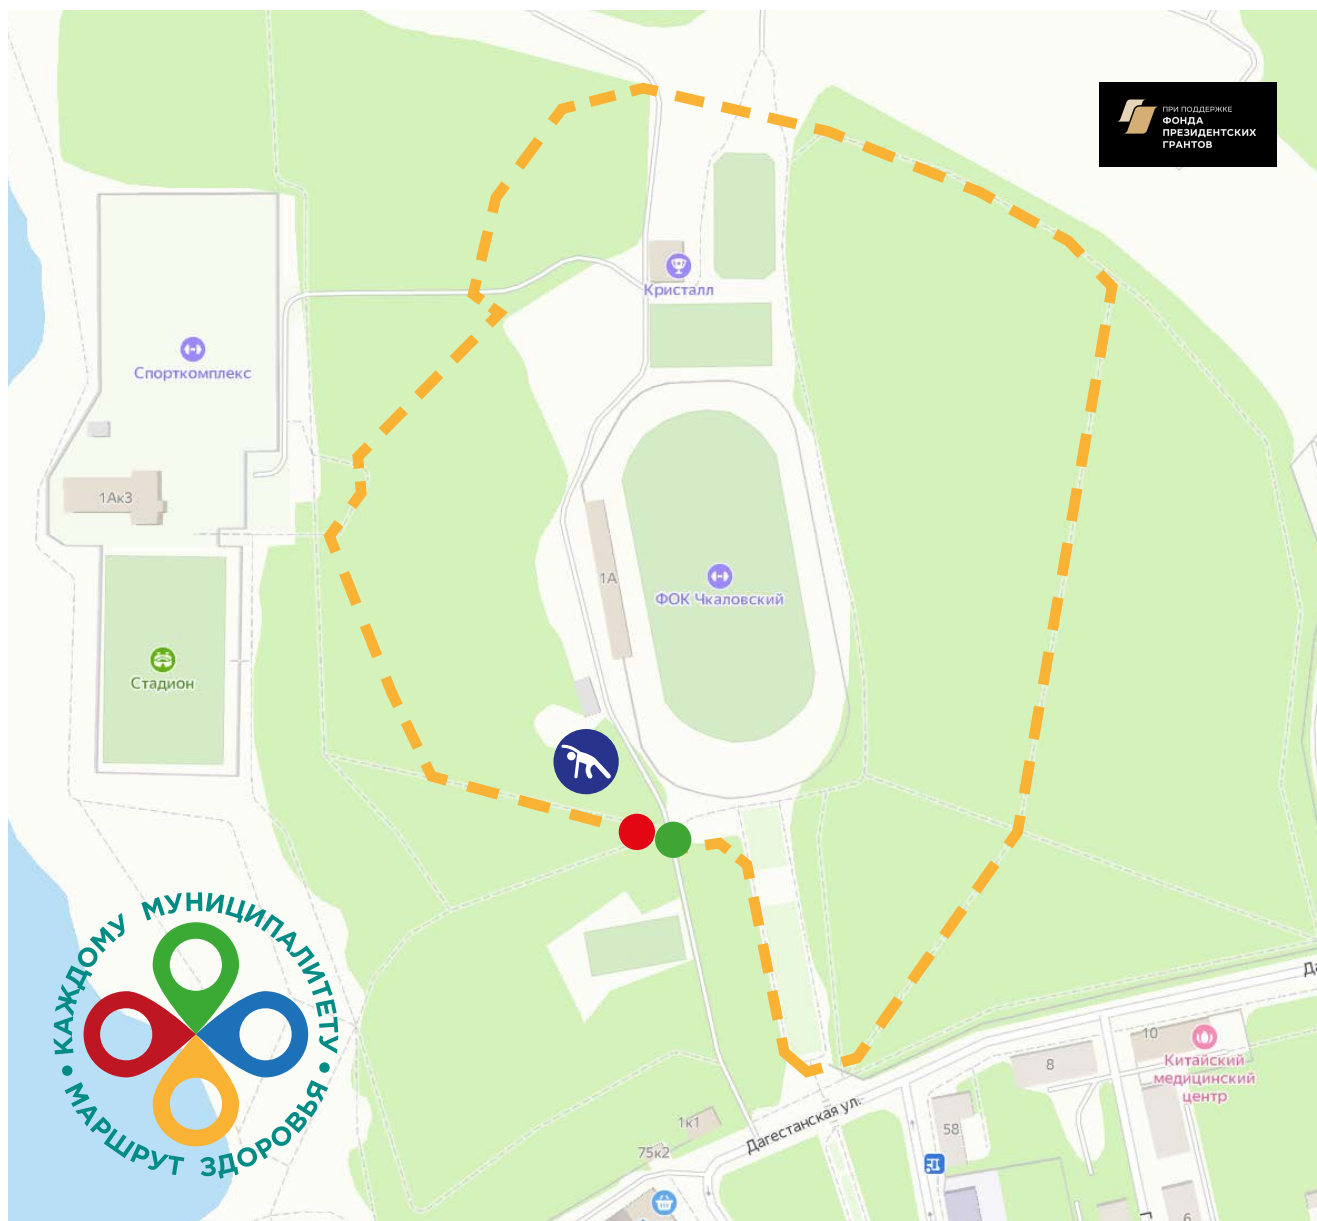 ПРИ ПОДДЕРЖКЕ
ФОНДА
ПРЕЗИДЕНТСКИХ
ГРАНТОВ
Кристалл
Спорткомплекс
1Ак3
1А
ФОК Чкаловский
Стадион
КАЖДОМУ МУНИЦИПАЛИТЕТУ
• МАРШРУТ ЗДОРОВЬЯ •
Да
10
8
Китайский
медицинский
центр
Дагестанская ул.
1к1
58
75к2
6